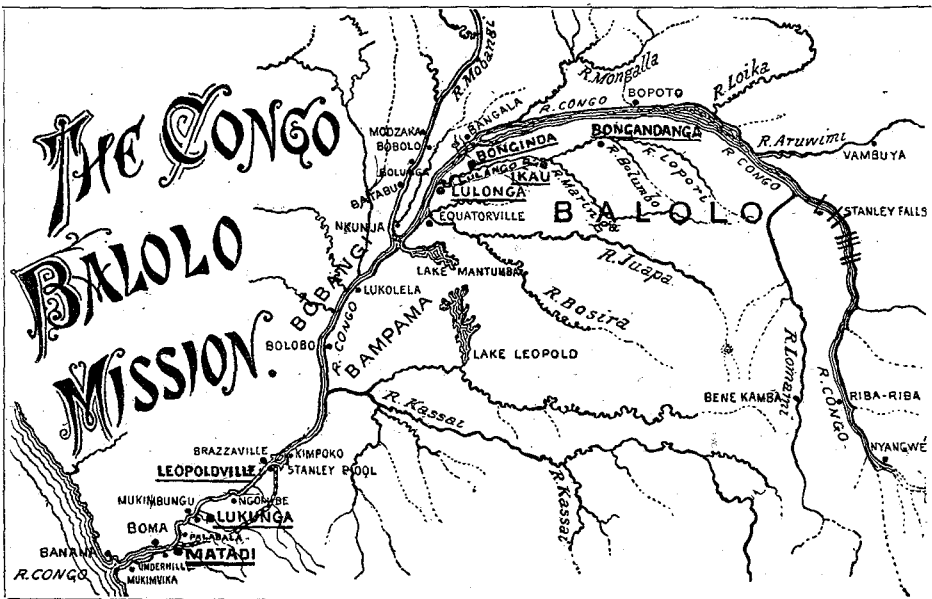 THE CONGO
BALOLO
MISSION.
R. Mobangi
R. Mongalla
R. Loika
BOPOTO
R. CONGO
BANGALA
MODZAKA
BOBOLO
BONGINDA
BONGANDANGA
R. Aruwimi
VAMBUYA
R. CONGO
BOLUNGA
BAITABU
LULONGA
IKAU
R. Maringa
R. Bolumbo
R. Lopori
BALOLO
STANLEY FALLS
NKUNJA
EQUATORVILLE
LAKE MANTUMBA
R. Juapa
BOBANGI
LUKOLELA
R. Bosira
R. CONGO
BAMPAMA
BOLOBO
LAKE LEOPOLD
R. Lomami
R. CONGO
R. Kassai
BENE KAMBA
RIBA-RIBA
NYANGWÉ
BRAZZAVILLE
KIMPOKO
LEOPOLDVILLE
STANLEY POOL
R. Kassai
MUKIMBUNGU
NGOMBE
LUKUNGA
BOMA
PALABALA
BANANA
MATADI
R. CONGO
UNDERHILL
MUKIMVIKA